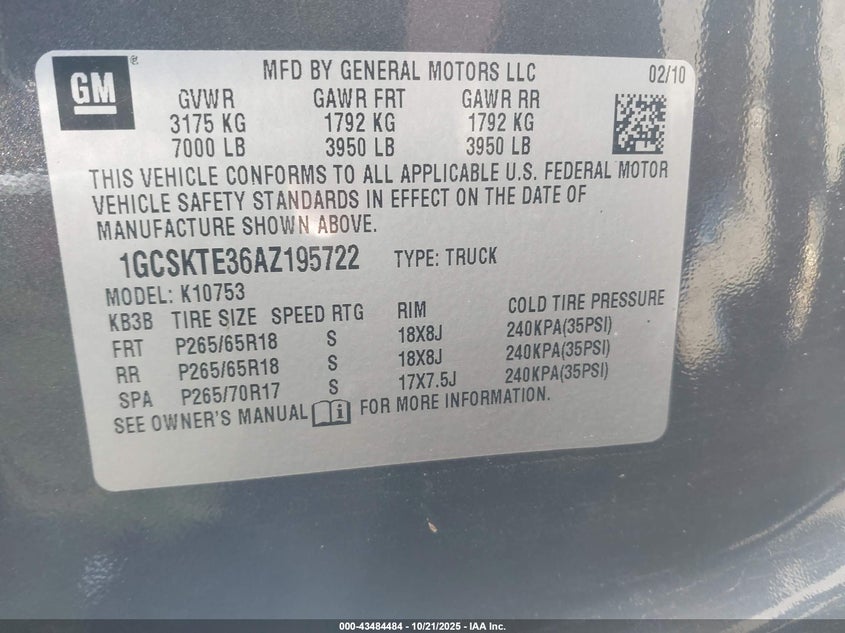 GM
MFD BY GENERAL MOTORS LLC 02/10
GVWR GAWR FRT GAWR RR
3175 KG 1792 KG 1792 KG
7000 LB 3950 LB 3950 LB
THIS VEHICLE CONFORMS TO ALL APPLICABLE U.S. FEDERAL MOTOR
VEHICLE SAFETY STANDARDS IN EFFECT ON THE DATE OF
MANUFACTURE SHOWN ABOVE.
1GCSKTE36AZ195722 TYPE: TRUCK
MODEL: K10753
KB3B TIRE SIZE SPEED RTG RIM COLD TIRE PRESSURE
FRT P265/65R18 S 18X8J 240KPA(35PSI)
RR P265/65R18 S 18X8J 240KPA(35PSI)
SPA P265/70R17 S 17X7.5J 240KPA(35PSI)
SEE OWNER'S MANUAL FOR MORE INFORMATION.
000-43484484 - 10/21/2025 - IAA Inc.